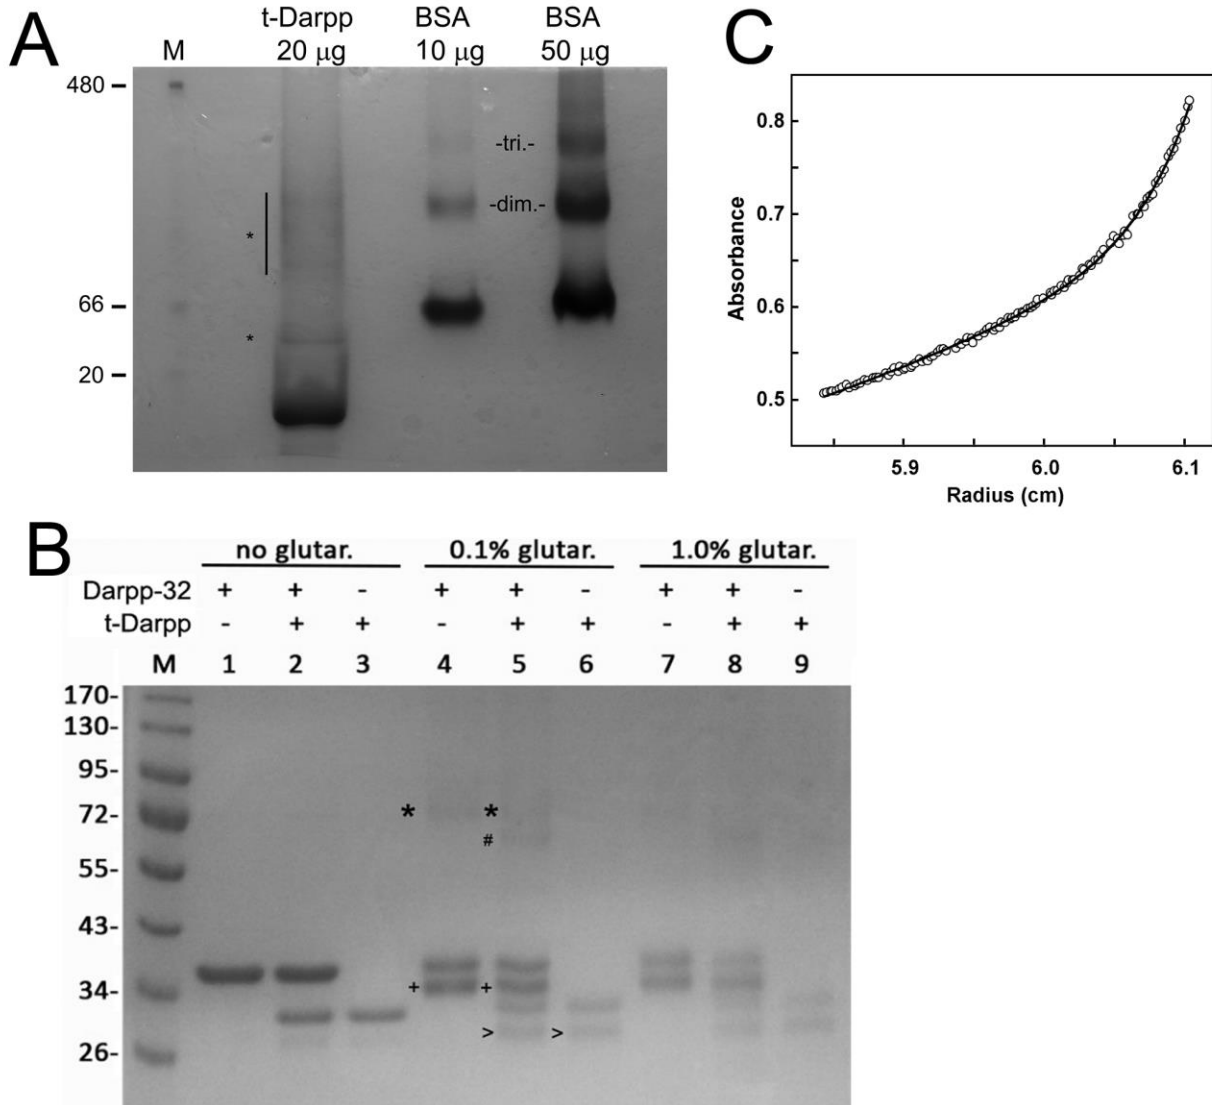 A
t-Darpp BSA BSA
M 20 µg 10 µg 50 µg
480
-tri.-
*
-dim.-
66
*
20
C
Absorbance
0.8
0.7
0.6
0.5
5.9 6.0 6.1
Radius (cm)
B
no glutar. 0.1% glutar. 1.0% glutar.
Darpp-32 + + - + + - + + -
t-Darpp - + + - + + - + +
M 1 2 3 4 5 6 7 8 9
170-
130-
95-
72- * *
#
55-
43-
34- + +
> >
26-